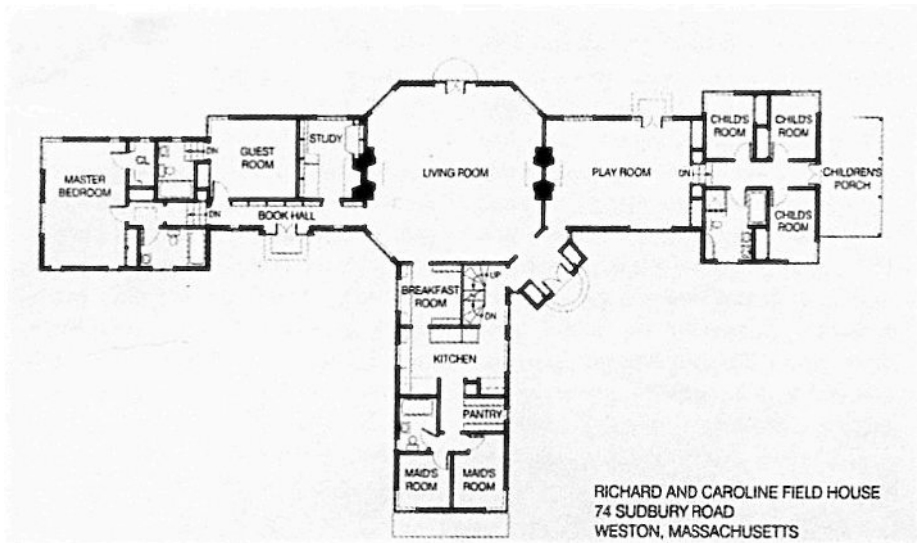 CHILD'S
ROOM
CHILD'S
ROOM
STUDY
GUEST
ROOM
DN
CL
MASTER
BEDROOM
LIVING ROOM
PLAY ROOM
DN
CHILDREN'S
PORCH
DN
BOOK HALL
CHILD'S
ROOM
BREAKFAST
ROOM
UP
DN
KITCHEN
PANTRY
MAID'S
ROOM
MAID'S
ROOM
RICHARD AND CAROLINE FIELD HOUSE
74 SUDBURY ROAD
WESTON, MASSACHUSETTS